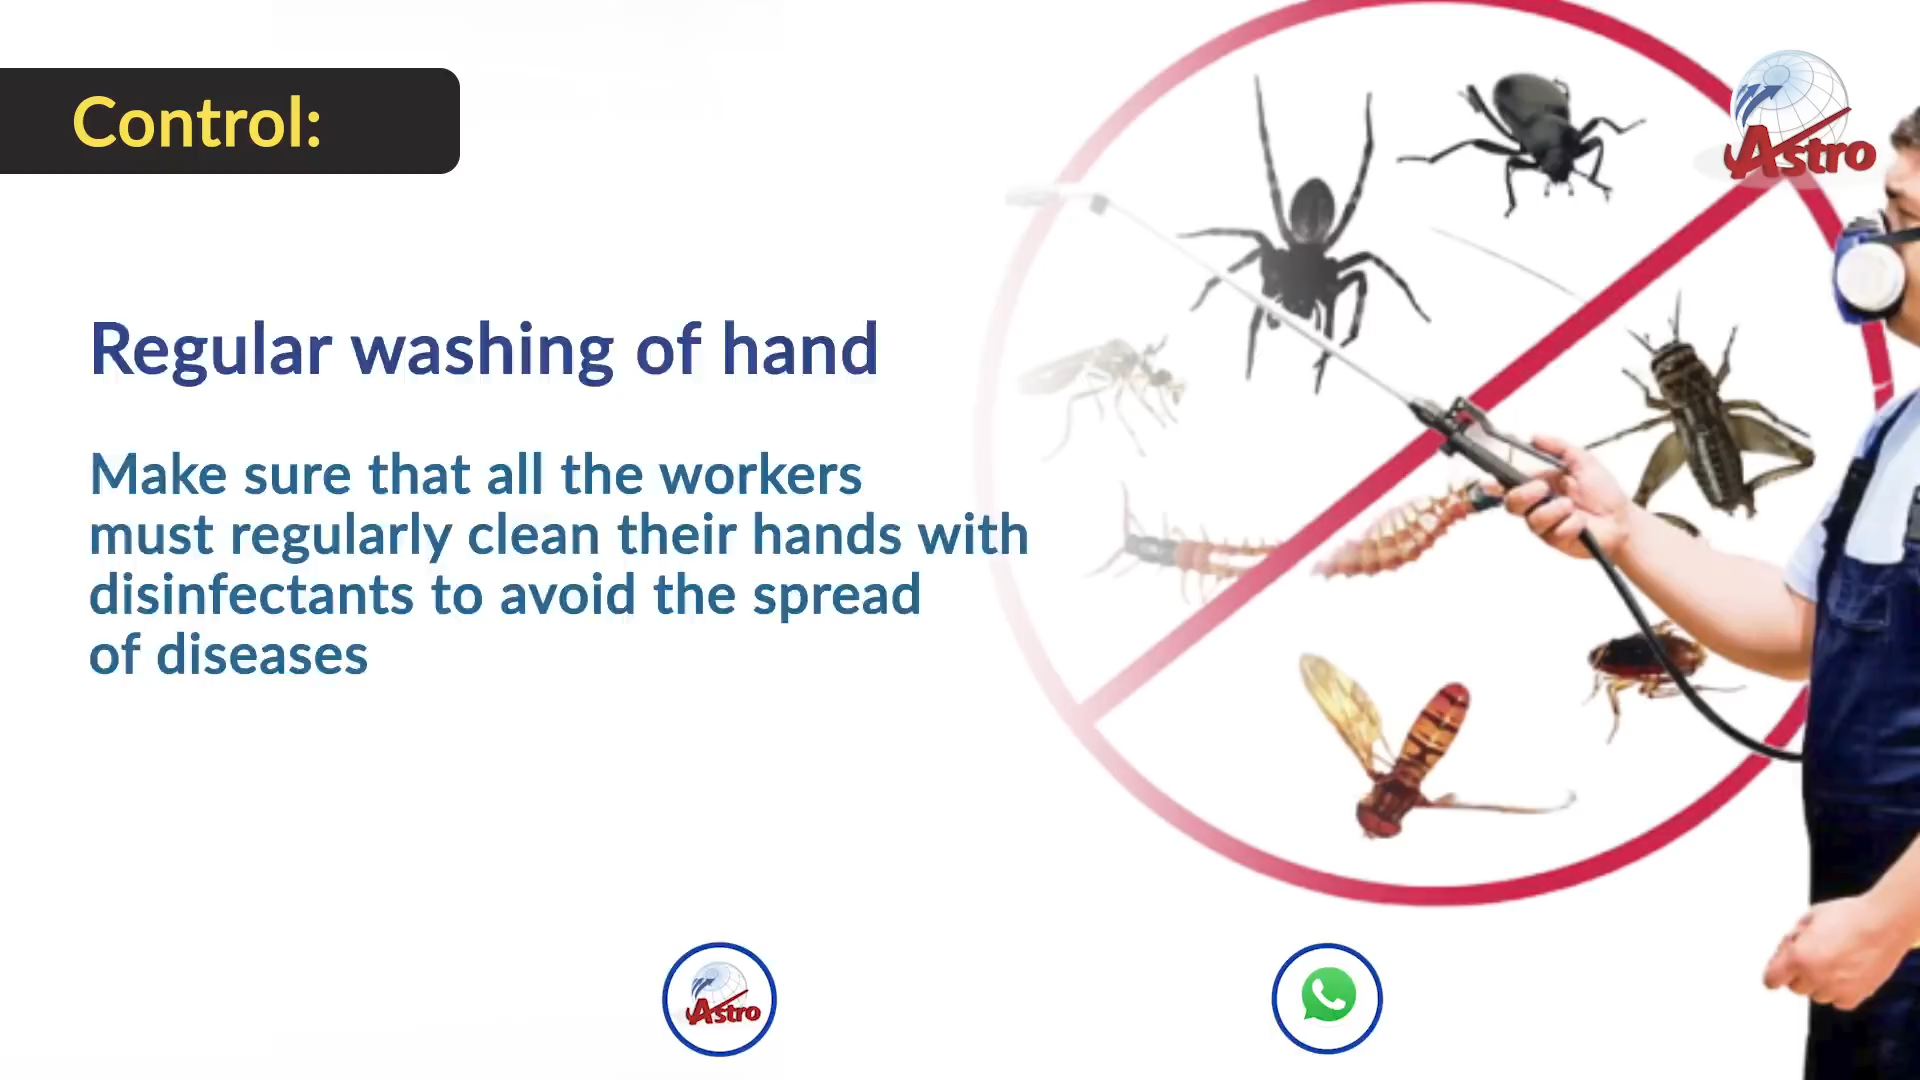 Control:
Astro
Regular washing of hand
Make sure that all the workers
must regularly clean their hands with
disinfectants to avoid the spread
of diseases
Astro